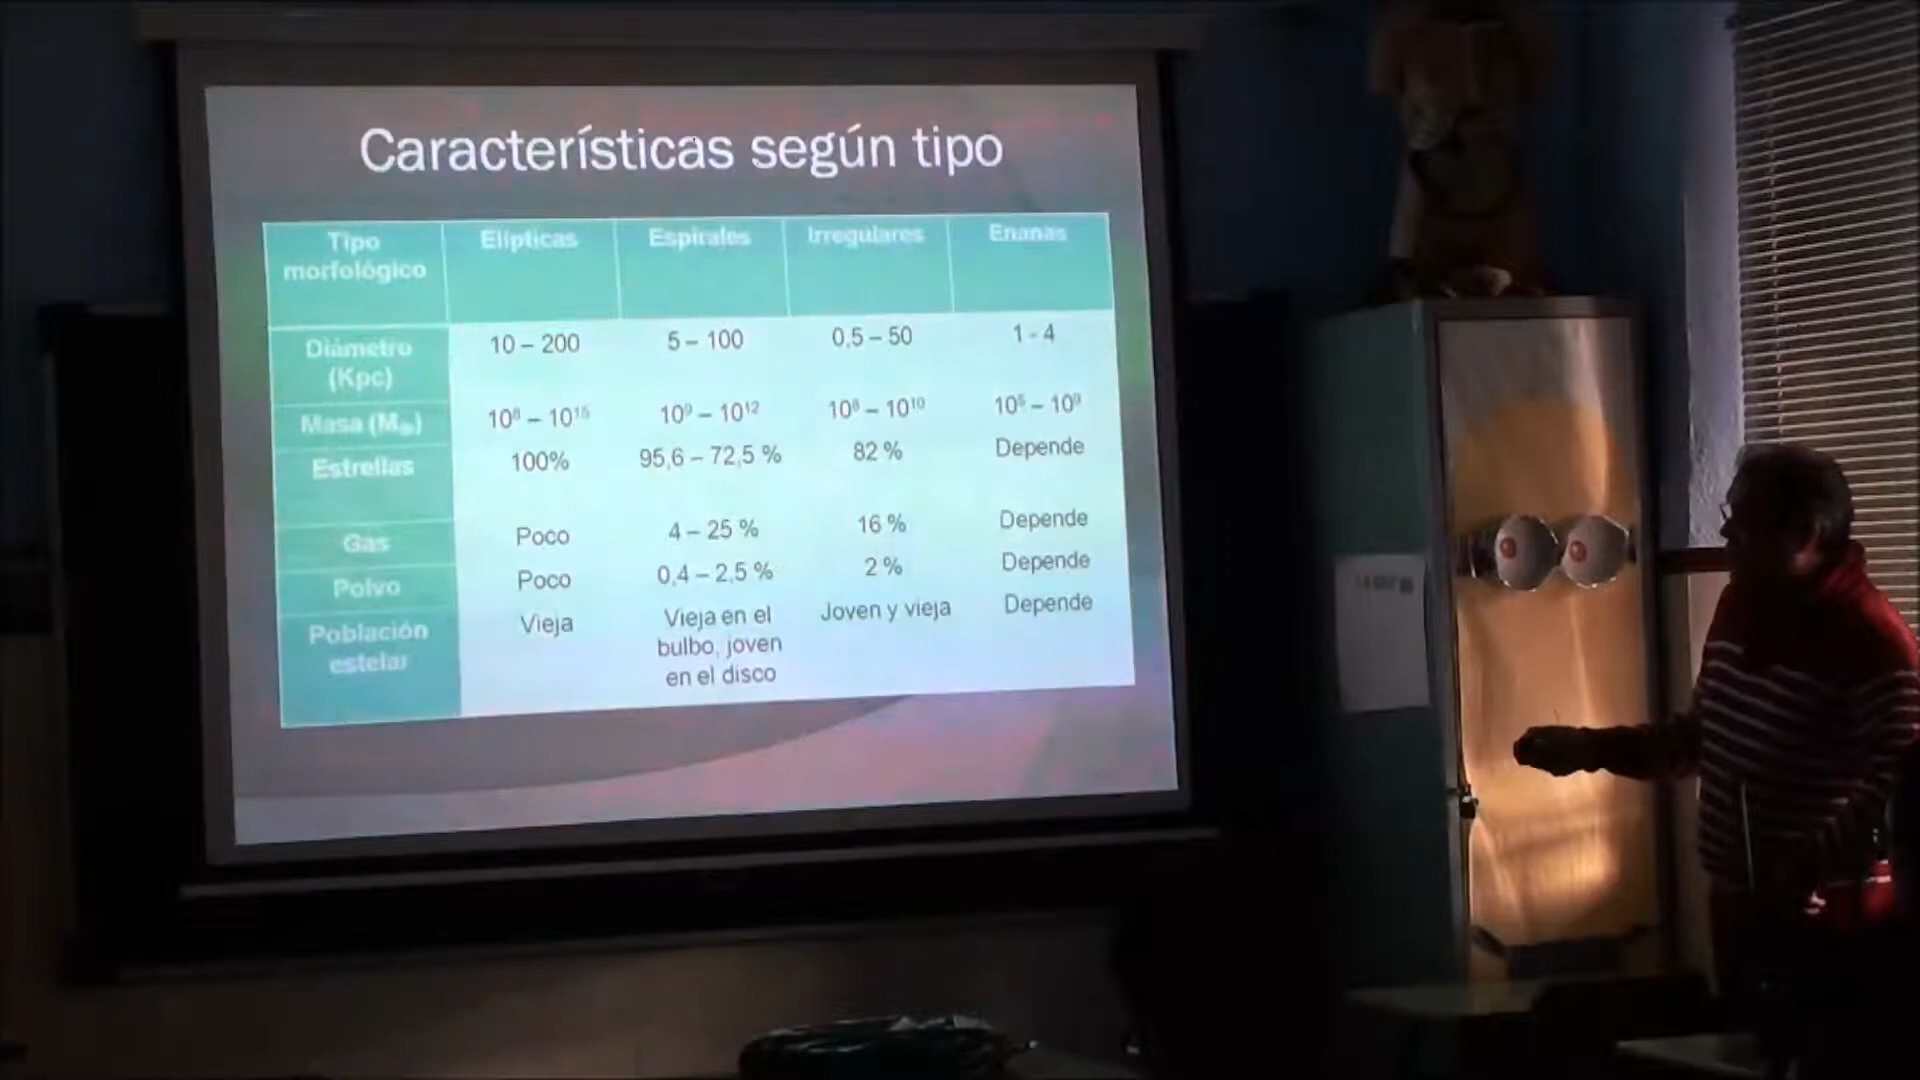 Características según tipo
Tipo morfológico Elípticas Espirales Irregulares Enanas
Diámetro (Kpc) 10 – 200 5 – 100 0,5 – 50 1 - 4
Masa (M⊕) 10⁸ – 10¹⁵ 10⁹ – 10¹² 10⁸ – 10¹⁰ 10⁶ – 10⁹
Estrellas 100% 95,6 – 72,5 % 82 % Depende
Gas Poco 4 – 25 % 16 % Depende
Polvo Poco 0,4 – 2,5 % 2 % Depende
Población estelar Vieja Vieja en el bulbo, joven en el disco Joven y vieja Depende